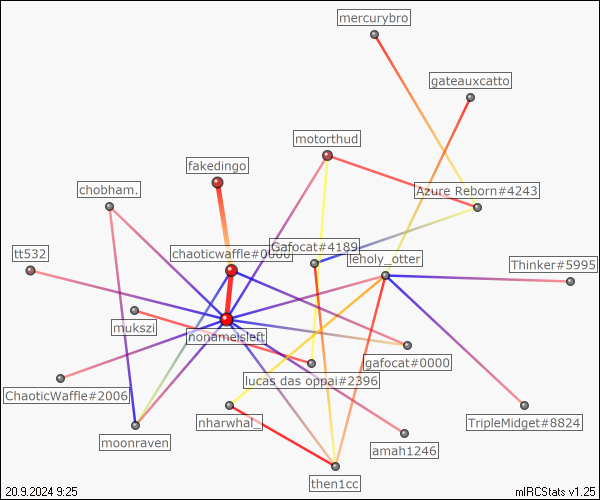 mercurybro
gateauxcatto
motorthud
fakedingo
chobham.
Azure Reborn#4243
Gafocat#4189
chaoticwaffle#0000
leholy_otter
tt532
Thinker#5995
mukszi
nonameisleft
gafocat#0000
lucas das oppai#2396
ChaoticWaffle#2006
nharwhal_
TripleMidget#8824
moonraven
amah1246
then1cc
20.9.2024 9:25
mIRCStats v1.25